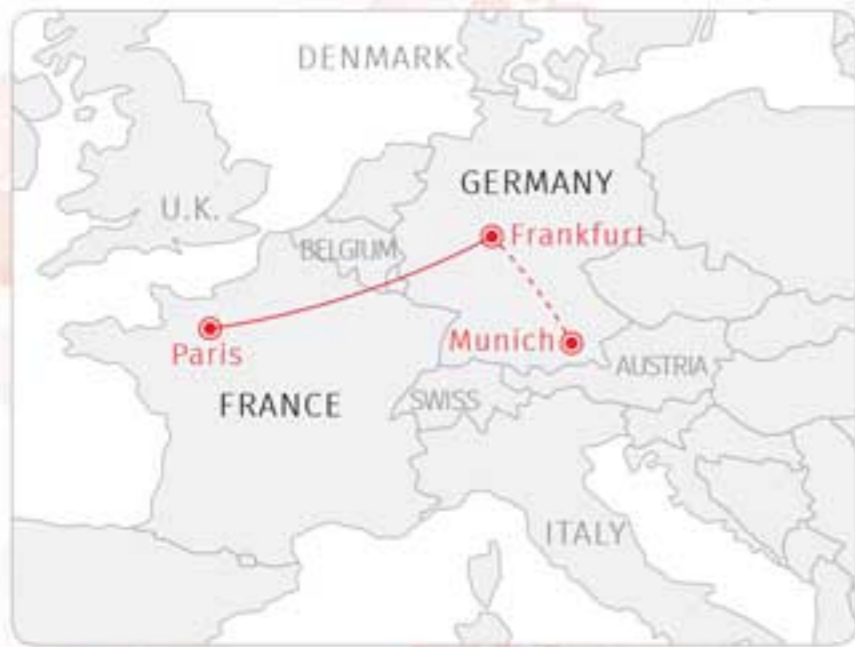 DENMARK
GERMANY
U.K.
Frankfurt
BELGIUM
Munich
Paris
AUSTRIA
FRANCE
SWISS
ITALY